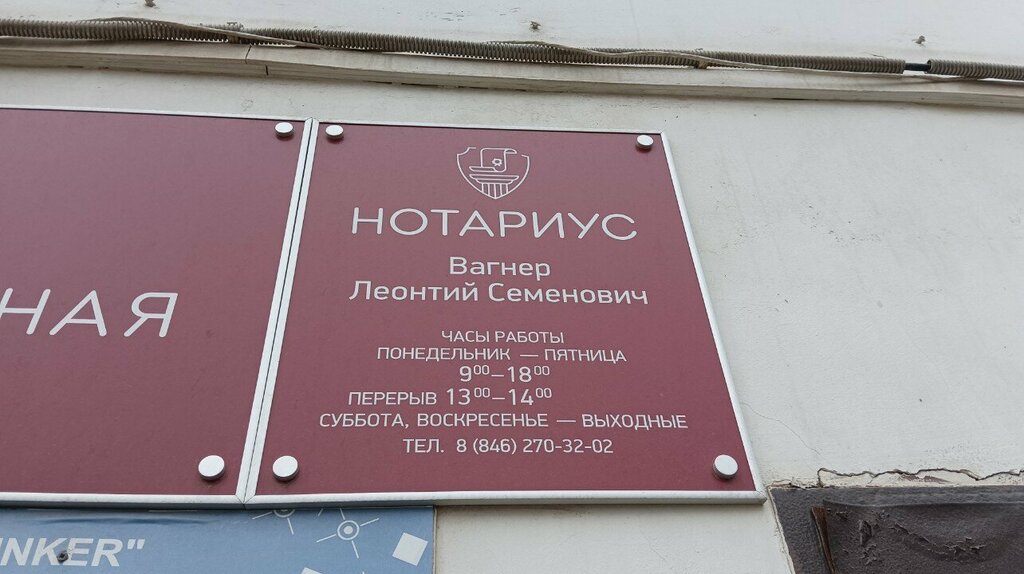 НАЯ
НОТАРИУС
Вагнер
Леонтий Семенович
ЧАСЫ РАБОТЫ
ПОНЕДЕЛЬНИК — ПЯТНИЦА
9⁰⁰—18⁰⁰
ПЕРЕРЫВ 13⁰⁰—14⁰⁰
СУББОТА, ВОСКРЕСЕНЬЕ — ВЫХОДНЫЕ
ТЕЛ. 8 (846) 270-32-02
INKER"